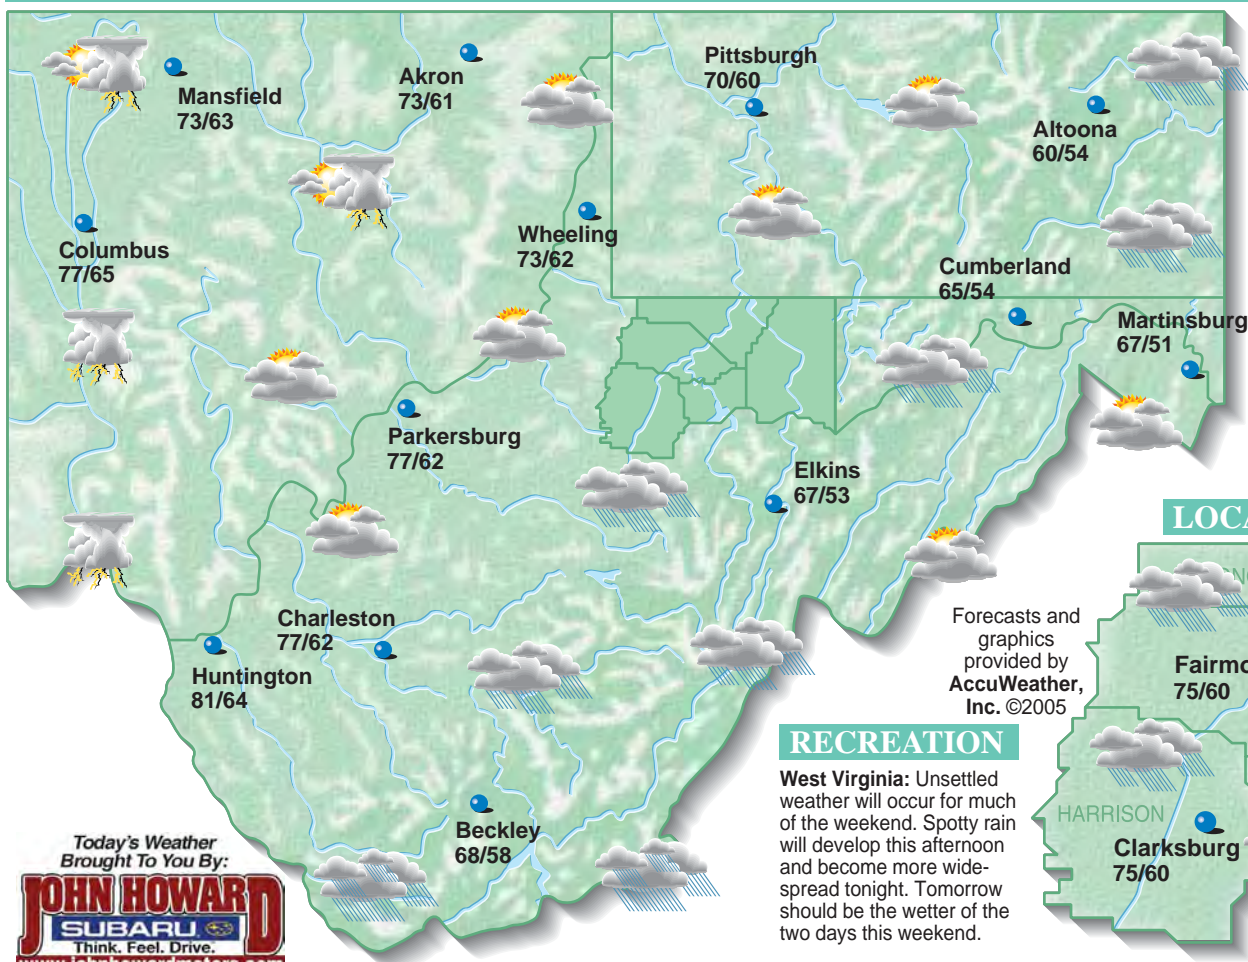 Mansfield
73/63
Akron
73/61
Pittsburgh
70/60
Altoona
60/54
Columbus
77/65
Wheeling
73/62
Cumberland
65/54
Martinsburg
67/51
Parkersburg
77/62
Elkins
67/53
Charleston
77/62
Huntington
81/64
Beckley
68/58
Forecasts and
graphics
provided by
AccuWeather,
Inc. ©2005
RECREATION
West Virginia: Unsettled
weather will occur for much
of the weekend. Spotty rain
will develop this afternoon
and become more wide-
spread tonight. Tomorrow
should be the wetter of the
two days this weekend.
LOCA
Fairmo
75/60
HARRISON
Clarksburg
75/60
Today's Weather
Brought To You By:
JOHN HOWARD
SUBARU.
Think. Feel. Drive.
www.johnhowardmotors.com